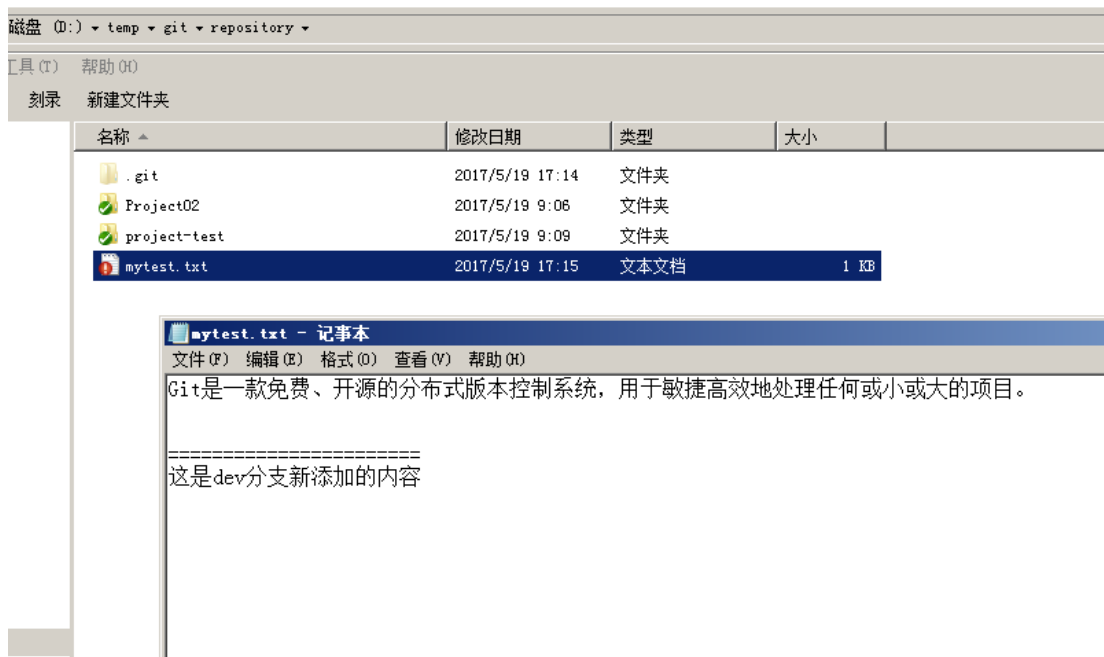 磁盘 (D:) ▾ temp ▾ git ▾ repository ▾
工具(T) 帮助(H)
刻录 新建文件夹
名称 修改日期 类型 大小
.git 2017/5/19 17:14 文件夹
Project02 2017/5/19 9:06 文件夹
project-test 2017/5/19 9:09 文件夹
mytest.txt 2017/5/19 17:15 文本文档 1 KB
mytest.txt - 记事本
文件(F) 编辑(E) 格式(O) 查看(V) 帮助(H)
Git是一款免费、开源的分布式版本控制系统，用于敏捷高效地处理任何或小或大的项目。
=======================
这是dev分支新添加的内容